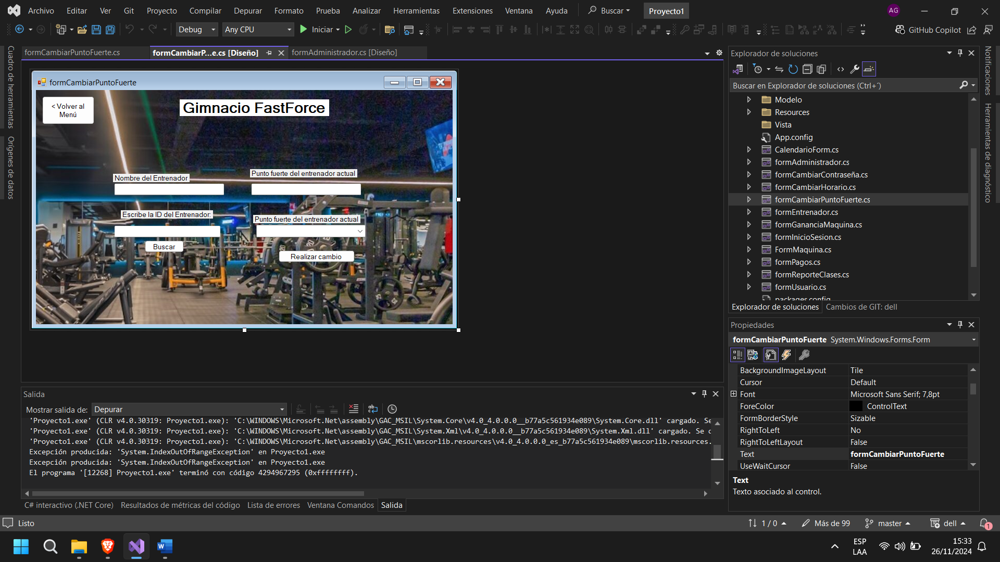 Archivo Editar Ver Git Proyecto Compilar Depurar Formato Prueba Analizar Herramientas Extensiones Ventana Ayuda Buscar Proyecto1 AG
Debug Any CPU Iniciar GitHub Copilot
Cuadro de herramientas
Orígenes de datos
formCambiarPuntoFuerte.cs formCambiarP...e.cs [Diseño] formAdministrador.cs [Diseño]
formCambiarPuntoFuerte
< Volver al
Menú
Gimnacio FastForce
Nombre del Entrenador
Punto fuerte del entrenador actual
Escribe la ID del Entrenador:
Punto fuerte del entrenador actual
Buscar
Realizar cambio
Salida
Mostrar salida de: Depurar
'Proyecto1.exe' (CLR v4.0.30319: Proyecto1.exe): 'C:\WINDOWS\Microsoft.Net\assembly\GAC_MSIL\System.Core\v4.0_4.0.0.0__b77a5c561934e089\System.Core.dll' cargado. Se
'Proyecto1.exe' (CLR v4.0.30319: Proyecto1.exe): 'C:\WINDOWS\Microsoft.Net\assembly\GAC_MSIL\System.Xml\v4.0_4.0.0.0__b77a5c561934e089\System.Xml.dll' cargado. Se c
'Proyecto1.exe' (CLR v4.0.30319: Proyecto1.exe): 'C:\WINDOWS\Microsoft.Net\assembly\GAC_MSIL\mscorlib.resources\v4.0_4.0.0.0_es_b77a5c561934e089\mscorlib.resources.
Excepción producida: 'System.IndexOutOfRangeException' en Proyecto1.exe
Excepción producida: 'System.IndexOutOfRangeException' en Proyecto1.exe
El programa '[12268] Proyecto1.exe' terminó con código 4294967295 (0xffffffff).
C# interactivo (.NET Core) Resultados de métricas del código Lista de errores Ventana Comandos Salida
Explorador de soluciones
Buscar en Explorador de soluciones (Ctrl+´)
Modelo
Resources
Vista
App.config
CalendarioForm.cs
formAdministrador.cs
formCambiarContraseña.cs
formCambiarHorario.cs
formCambiarPuntoFuerte.cs
formEntrenador.cs
formGananciaMaquina.cs
formInicioSesion.cs
FormMaquina.cs
formPagos.cs
formReporteClases.cs
formUsuario.cs
packages.config
Explorador de soluciones Cambios de GIT: dell
Propiedades
formCambiarPuntoFuerte System.Windows.Forms.Form
BackgroundImageLayout Tile
Cursor Default
Font Microsoft Sans Serif; 7,8pt
ForeColor ControlText
FormBorderStyle Sizable
RightToLeft No
RightToLeftLayout False
Text formCambiarPuntoFuerte
UseWaitCursor False
Text
Texto asociado al control.
Notificaciones
Herramientas de diagnóstico
Listo 1 / 0 Más de 99 master dell 1
ESP
LAA
15:33
26/11/2024